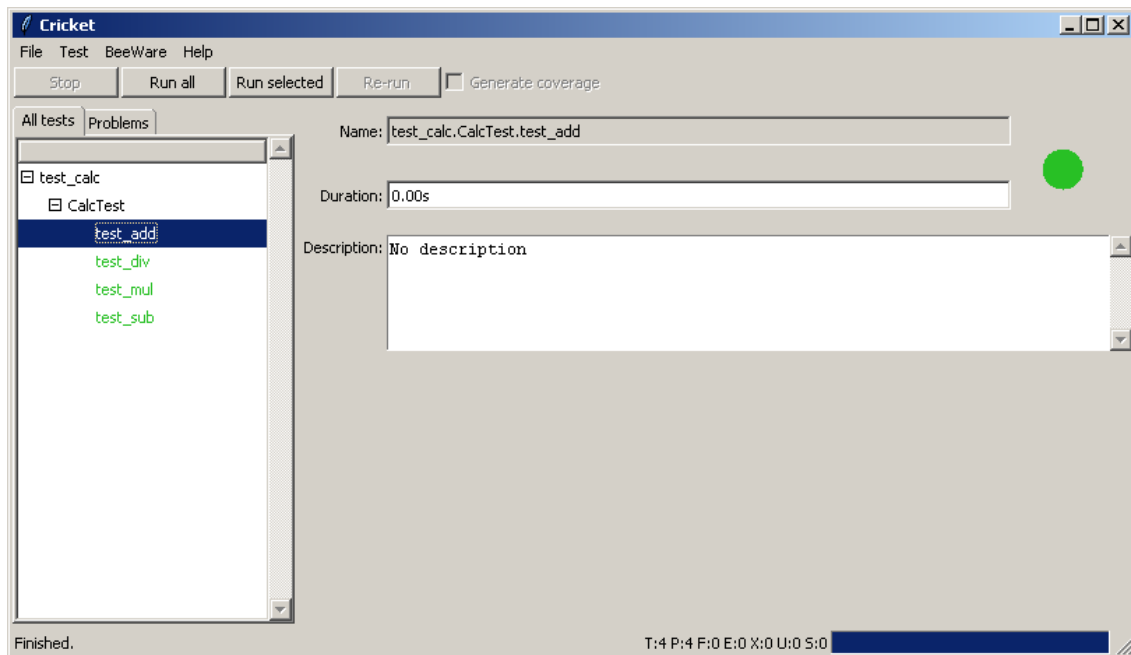 Cricket
File Test BeeWare Help
Stop Run all Run selected Re-run Generate coverage
All tests Problems
Name: test_calc.CalcTest.test_add
test_calc
CalcTest
Duration: 0.00s
test_add
Description: No description
test_div
test_mul
test_sub
Finished. T:4 P:4 F:0 E:0 X:0 U:0 S:0